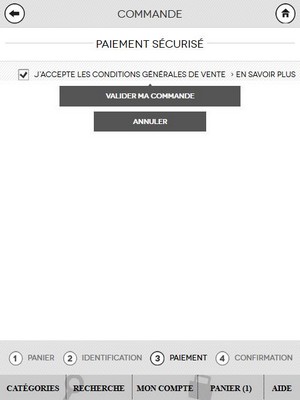 COMMANDE
PAIEMENT SÉCURISÉ
J'ACCEPTE LES CONDITIONS GÉNÉRALES DE VENTE › EN SAVOIR PLUS
VALIDER MA COMMANDE
ANNULER
1 PANIER 2 IDENTIFICATION 3 PAIEMENT 4 CONFIRMATION
CATÉGORIES RECHERCHE MON COMPTE PANIER (1) AIDE